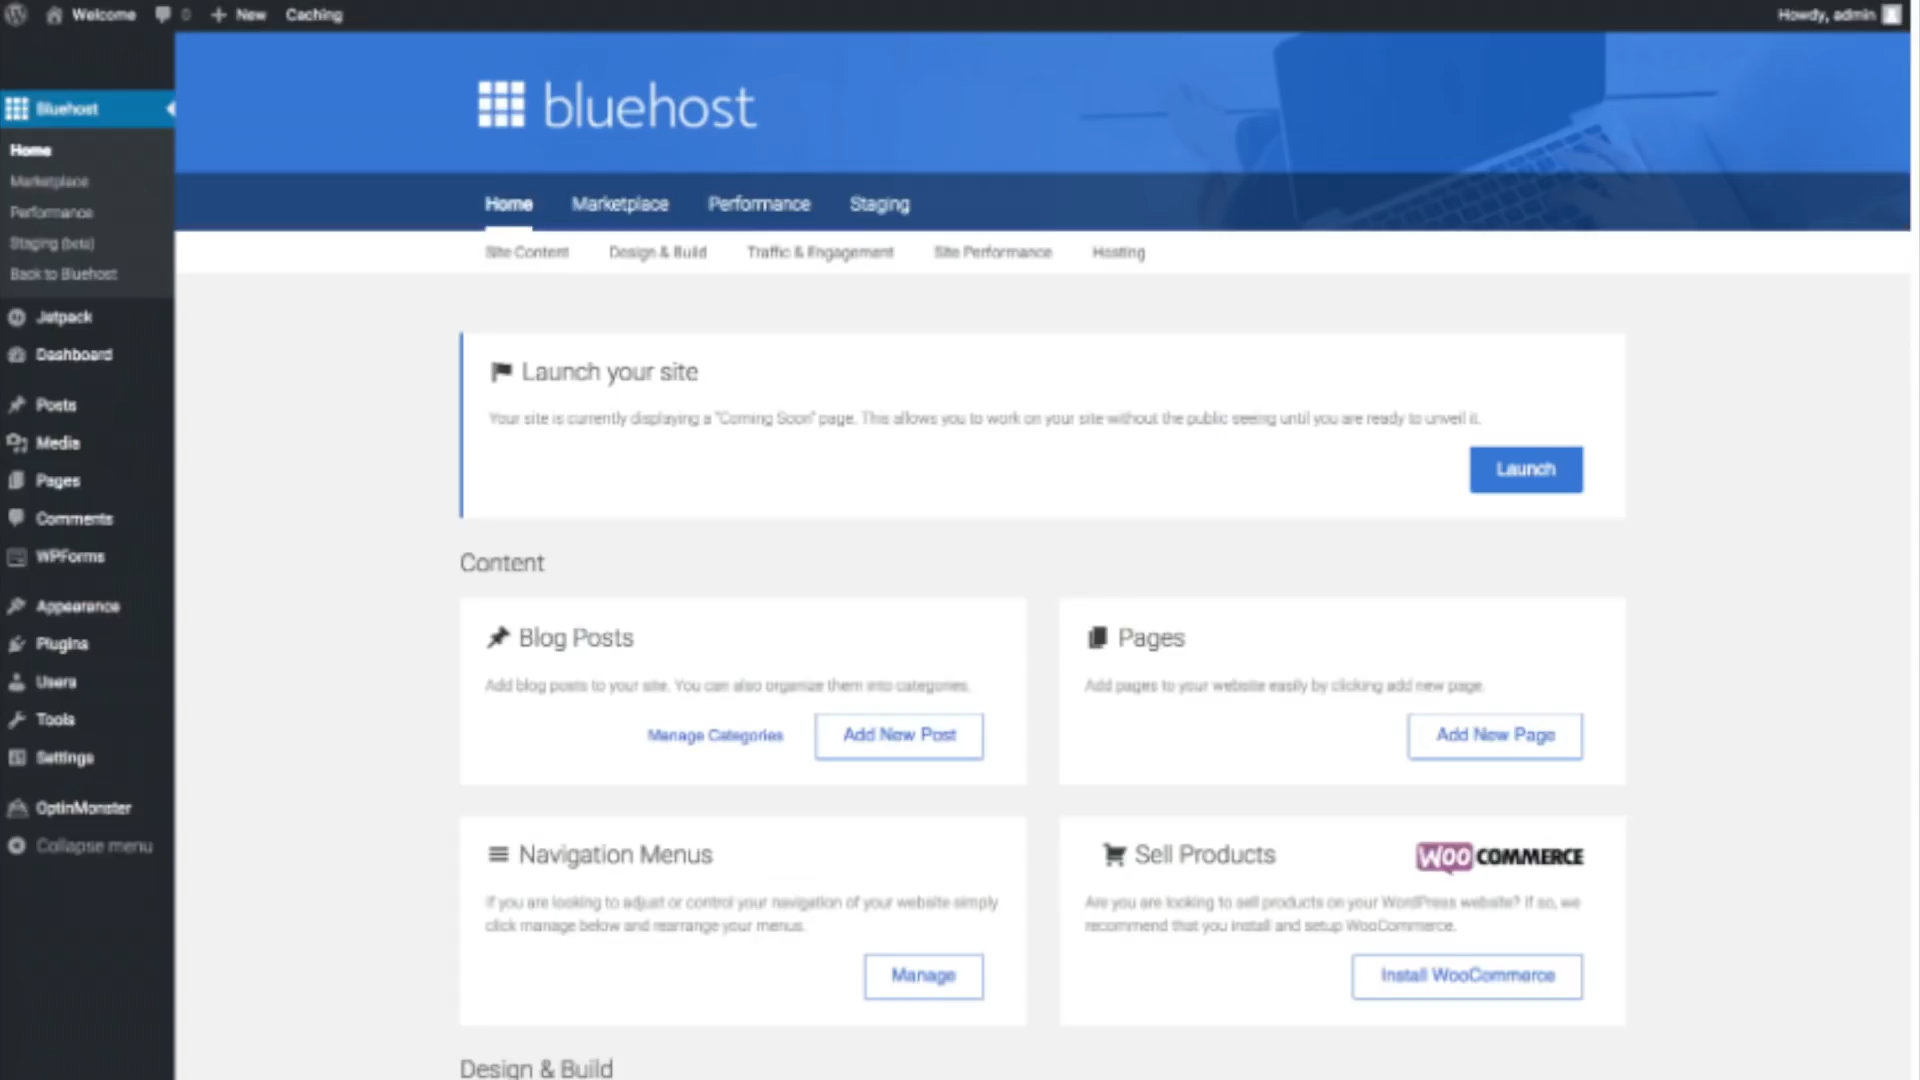 Welcome 0 New Caching Howdy, admin
Bluehost
Home
Marketplace
Performance
Staging (beta)
Back to Bluehost
Jetpack
Dashboard
Posts
Media
Pages
Comments
WPForms
Appearance
Plugins
Users
Tools
Settings
OptinMonster
Collapse menu
bluehost
Home Marketplace Performance Staging
Site Content Design & Build Traffic & Engagement Site Performance Hosting
Launch your site
Your site is currently displaying a "Coming Soon" page. This allows you to work on your site without the public seeing until you are ready to unveil it.
Launch
Content
Blog Posts
Add blog posts to your site. You can also organize them into categories.
Manage Categories Add New Post
Pages
Add pages to your website easily by clicking add new page.
Add New Page
Navigation Menus
If you are looking to adjust or control your navigation of your website simply
click manage below and rearrange your menus.
Manage
Sell Products WOOCOMMERCE
Are you are looking to sell products on your WordPress website? If so, we
recommend that you install and setup WooCommerce.
Install WooCommerce
Design & Build